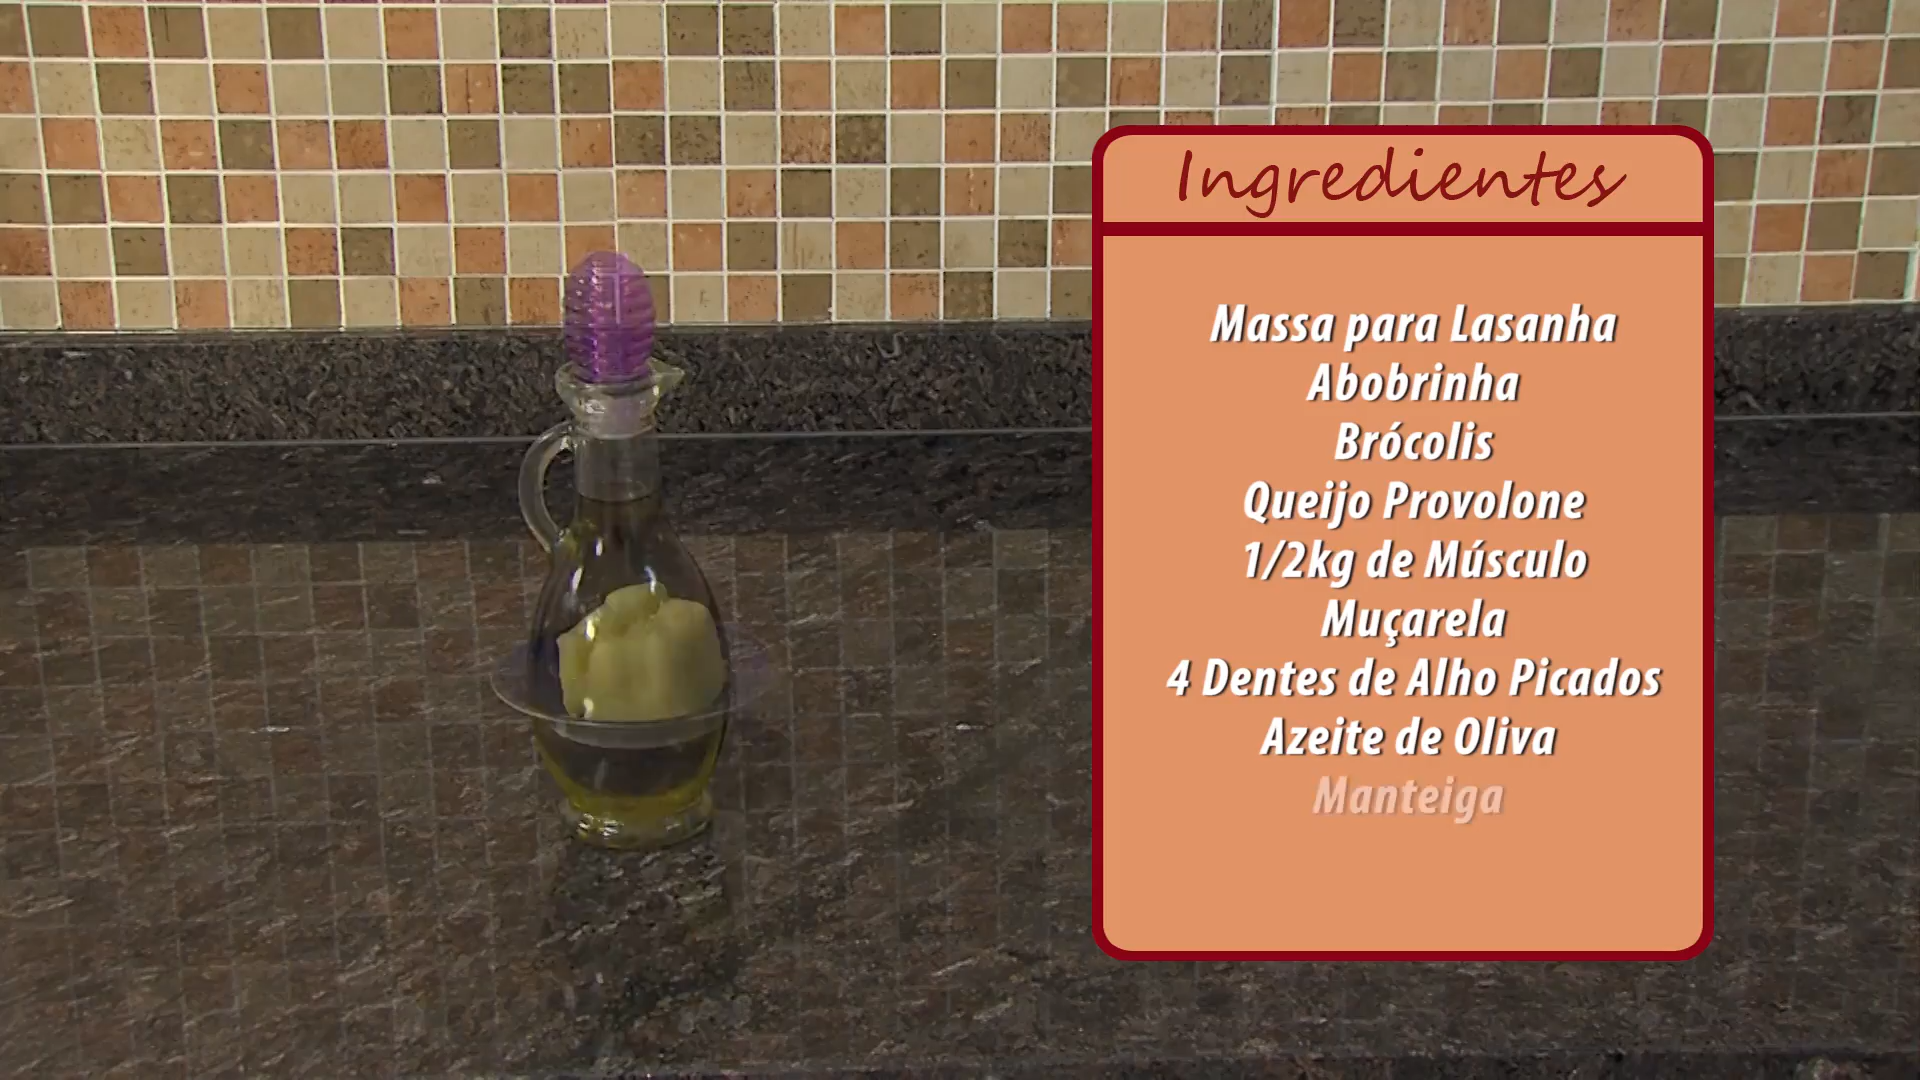 Ingredientes
Massa para Lasanha
Abobrinha
Brócolis
Queijo Provolone
1/2kg de Músculo
Muçarela
4 Dentes de Alho Picados
Azeite de Oliva
Manteiga